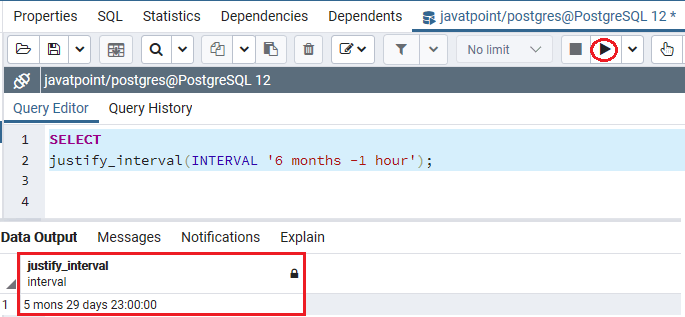 Properties SQL Statistics Dependencies Dependents javatpoint/postgres@PostgreSQL 12 *
No limit
javatpoint/postgres@PostgreSQL 12
Query Editor Query History
1 SELECT
2 justify_interval(INTERVAL '6 months -1 hour');
3
4
Data Output Messages Notifications Explain
justify_interval
interval
1 5 mons 29 days 23:00:00